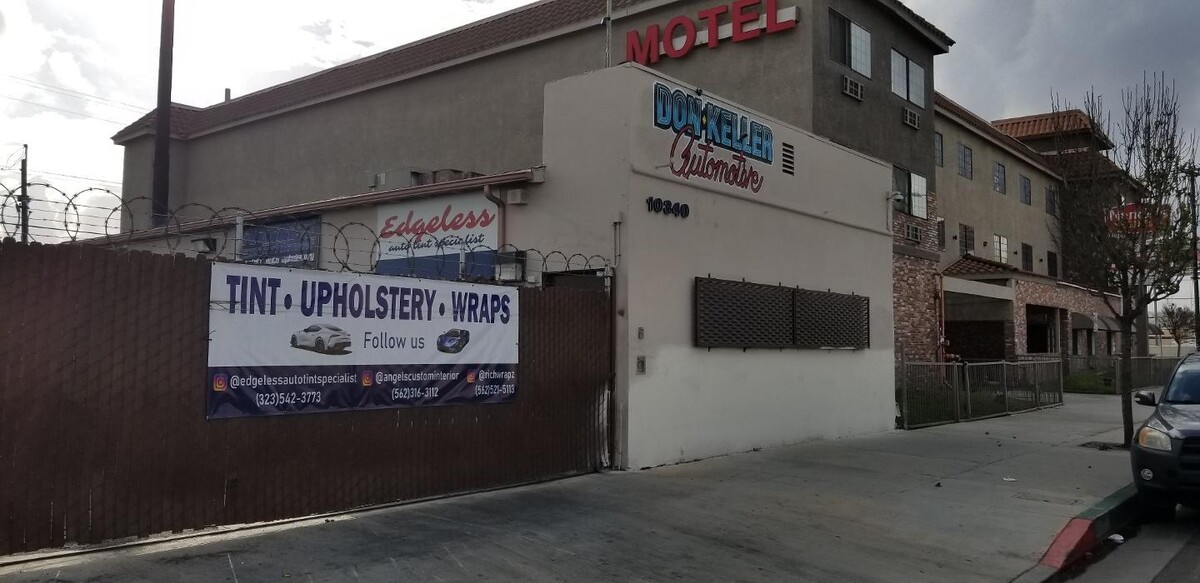 MOTEL
DON KELLER
Automotive
10340
Edgeless
auto tint specialist
TINT • UPHOLSTERY • WRAPS
Follow us
@edgelessautotintspecialist @angelscustominterior @richwrapz
(323)542-3773 (562)316-3112 (562)521-5113